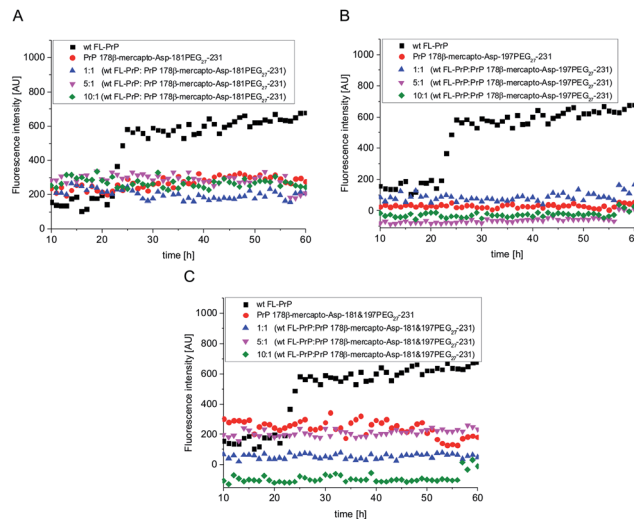 A
wt FL-PrP
PrP 178β-mercapto-Asp-181PEG27-231
1:1 (wt FL-PrP: PrP 178β-mercapto-Asp-181PEG27-231)
5:1 (wt FL-PrP: PrP 178β-mercapto-Asp-181PEG27-231)
10:1 (wt FL-PrP: PrP 178β-mercapto-Asp-181PEG27-231)
Fluorescence intensity [AU]
1000
800
600
400
200
0
10 20 30 40 50 60
time [h]
B
wt FL-PrP
PrP 178β-mercapto-Asp-197PEG27-231
1:1 (wt FL-PrP:PrP 178β-mercapto-Asp-197PEG27-231)
5:1 (wt FL-PrP:PrP 178β-mercapto-Asp-197PEG27-231)
10:1 (wt FL-PrP:PrP 178β-mercapto-Asp-197PEG27-231)
Fluorescence intensity [AU]
1000
800
600
400
200
0
10 20 30 40 50 60
time [h]
C
wt FL-PrP
PrP 178β-mercapto-Asp-181&197PEG27-231
1:1 (wt FL-PrP:PrP 178β-mercapto-Asp-181&197PEG27-231)
5:1 (wt FL-PrP:PrP 178β-mercapto-Asp-181&197PEG27-231)
10:1 (wt FL-PrP:PrP 178β-mercapto-Asp-181&197PEG27-231)
Fluorescence intensity [AU]
1000
800
600
400
200
0
10 20 30 40 50 60
time [h]